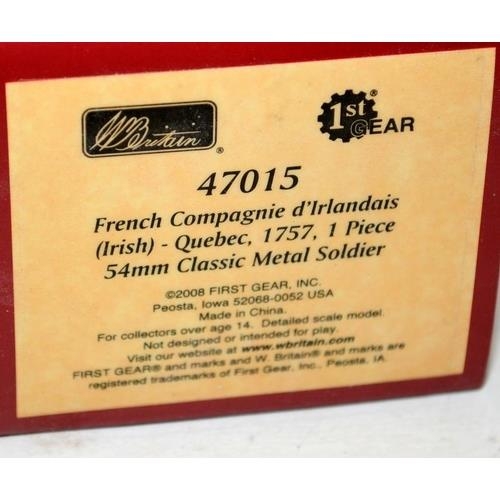 W Britain ®
1st GEAR ®
47015
French Compagnie d'Irlandais
(Irish) - Quebec, 1757, 1 Piece
54mm Classic Metal Soldier
©2008 FIRST GEAR, INC.
Peosta, Iowa 52068-0052 USA
Made in China.
For collectors over age 14. Detailed scale model.
Not designed or intended for play.
Visit our website at www.wbritain.com
FIRST GEAR® and marks and W. Britain® and marks are
registered trademarks of First Gear, Inc., Peosta, IA.